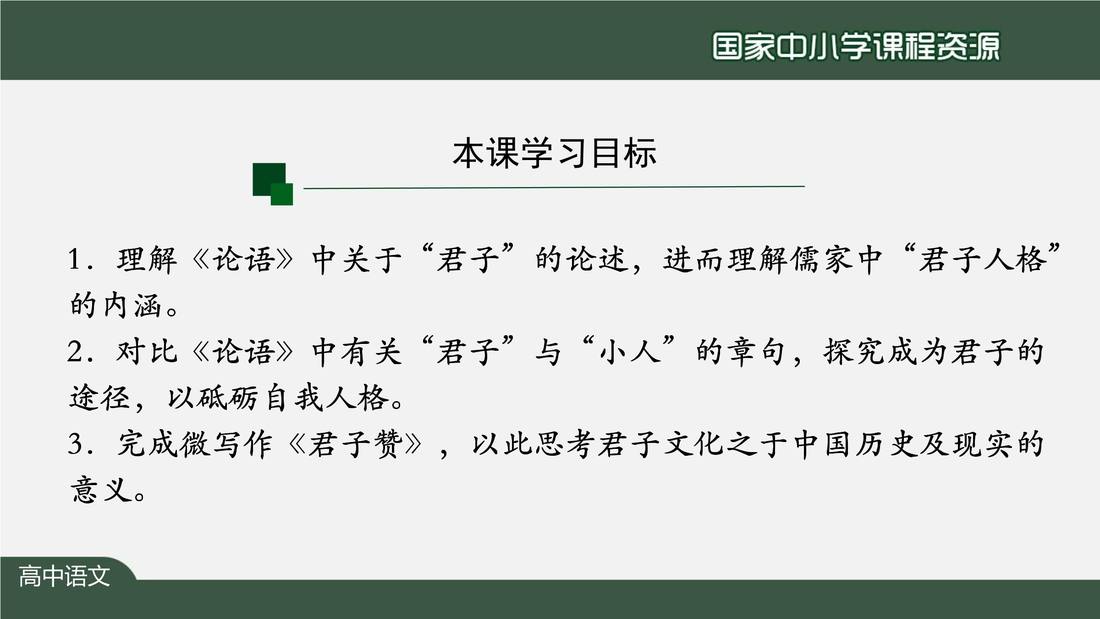 国家中小学课程资源
本课学习目标
1．理解《论语》中关于“君子”的论述，进而理解儒家中“君子人格”
的内涵。
2．对比《论语》中有关“君子”与“小人”的章句，探究成为君子的
途径，以砥砺自我人格。
3．完成微写作《君子赞》，以此思考君子文化之于中国历史及现实的
意义。
高中语文